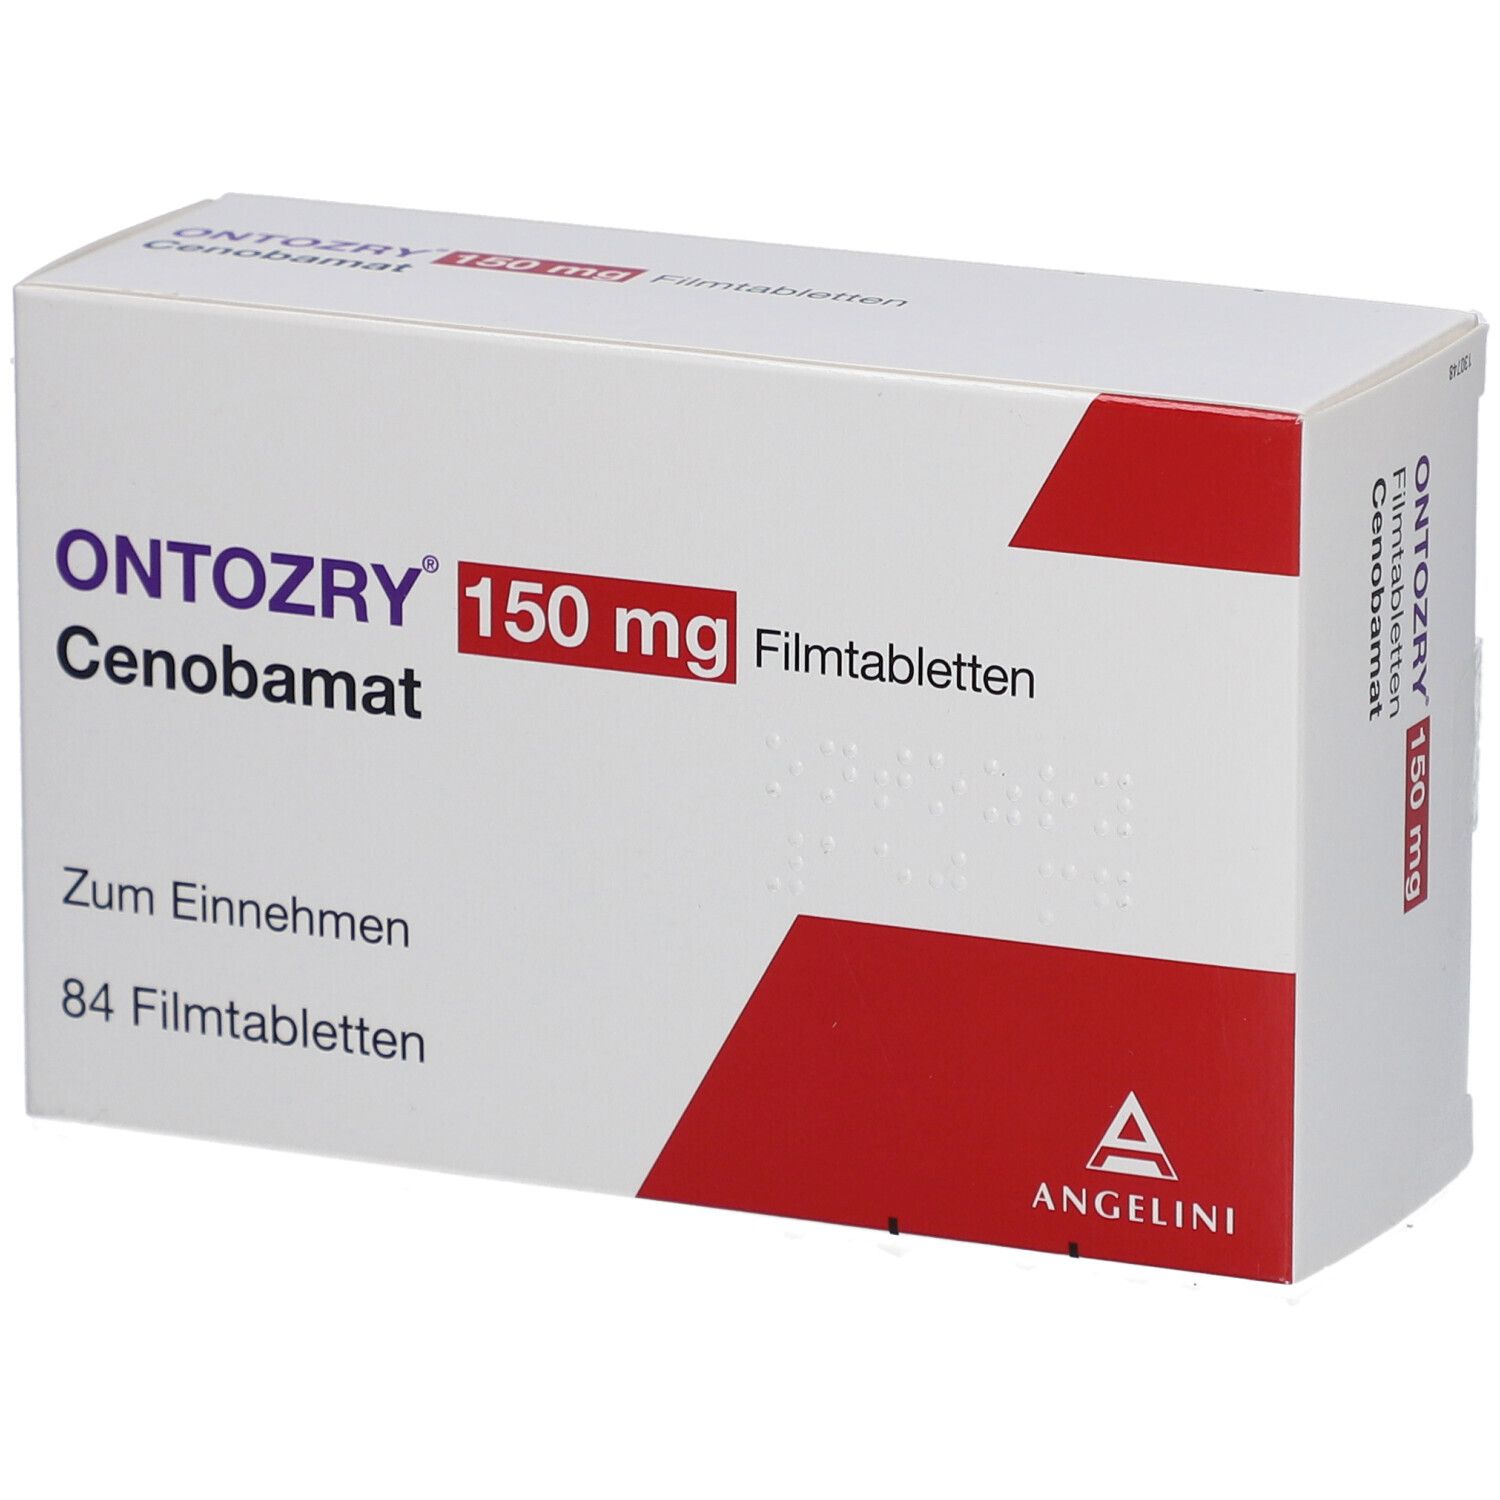 ONTOZRY® 150 mg Filmtabletten
Cenobamat
ONTOZRY® 150 mg Filmtabletten
Cenobamat
Zum Einnehmen
84 Filmtabletten
ANGELINI
130748
ONTOZRY® 150 mg
Filmtabletten
Cenobamat